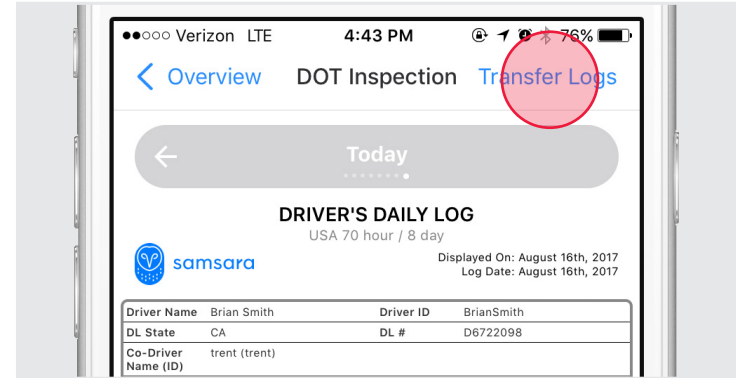 Verizon LTE 4:43 PM 76%
Overview DOT Inspection Transfer Logs
Today
DRIVER'S DAILY LOG
USA 70 hour / 8 day
samsara
Displayed On: August 16th, 2017
Log Date: August 16th, 2017
Driver Name Brian Smith Driver ID BrianSmith
DL State CA DL # D6722098
Co-Driver trent (trent)
Name (ID)